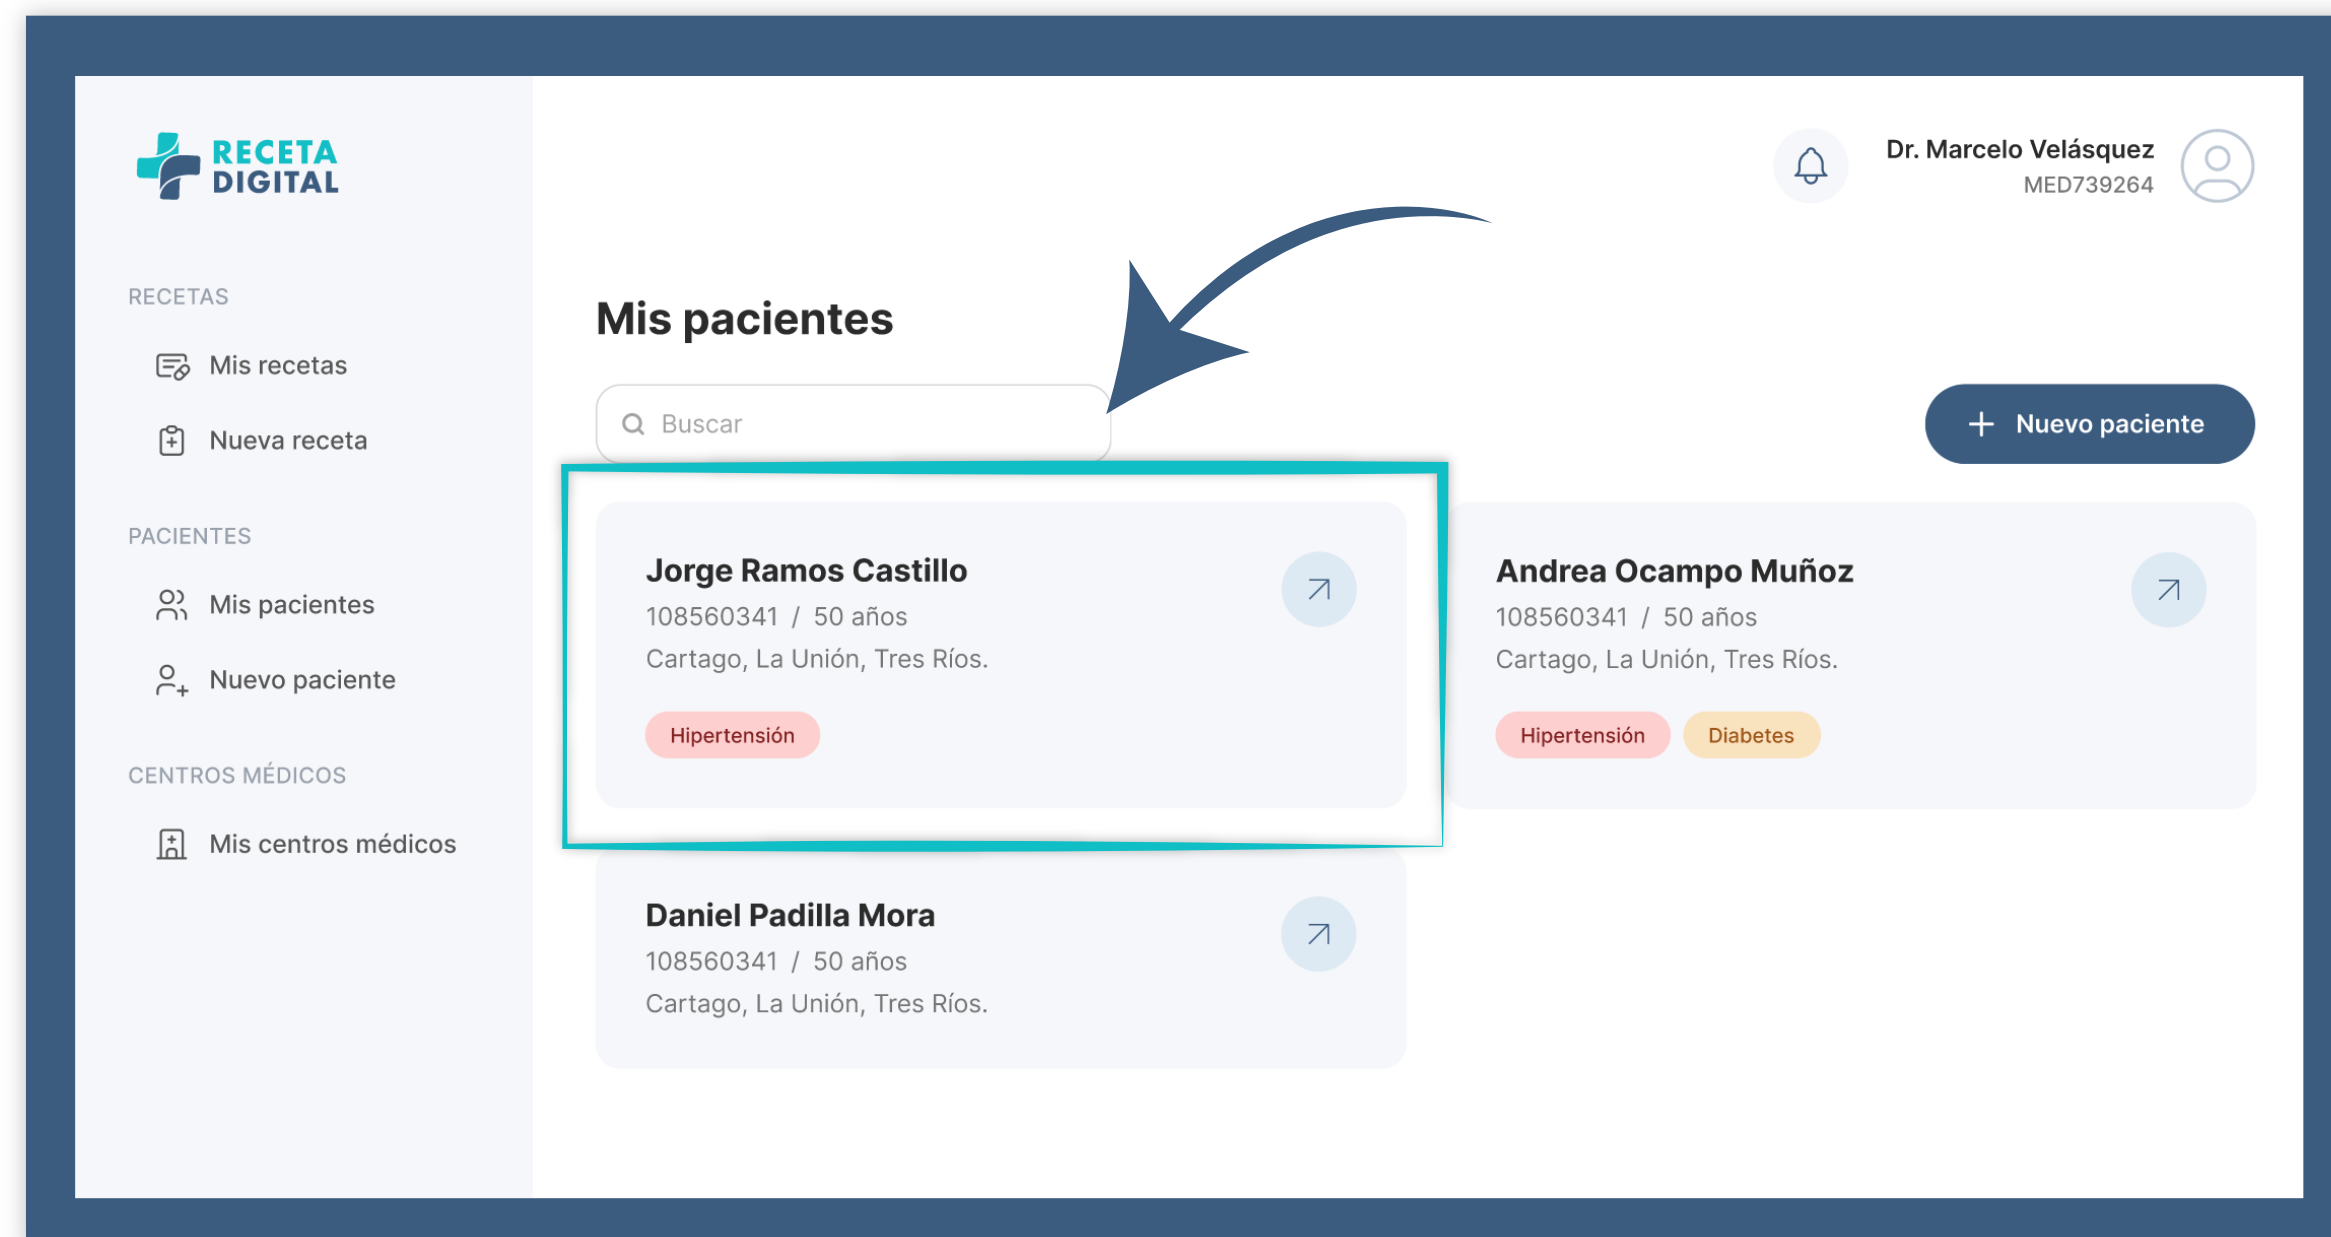 RECETA
DIGITAL
Dr. Marcelo Velásquez
MED739264
RECETAS
Mis recetas
Nueva receta
PACIENTES
Mis pacientes
Nuevo paciente
CENTROS MÉDICOS
Mis centros médicos
Mis pacientes
Buscar
Nuevo paciente
Jorge Ramos Castillo
108560341 / 50 años
Cartago, La Unión, Tres Ríos.
Hipertensión
Andrea Ocampo Muñoz
108560341 / 50 años
Cartago, La Unión, Tres Ríos.
Hipertensión Diabetes
Daniel Padilla Mora
108560341 / 50 años
Cartago, La Unión, Tres Ríos.